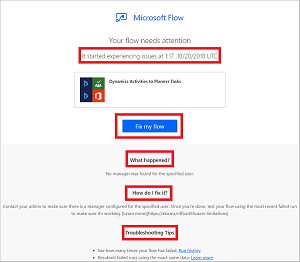 Microsoft Flow
Your flow needs attention
It started experiencing issues at 1:17 ,10/20/2018 UTC.
Dynamics Activities to Planner Tasks
Fix my flow
What happened?
No manager was found for the specified user.
How do I fix it?
Contact your admin to make sure there is a manager configured for the specified user. Once you're done, test your flow using the most recent failed run
to make sure it's working. [Learn more](https://aka.ms/office365users-limitations)
Troubleshooting Tips
• See how many times your flow has failed. Run history.
• Resubmit failed runs using the exact same data. Learn more.